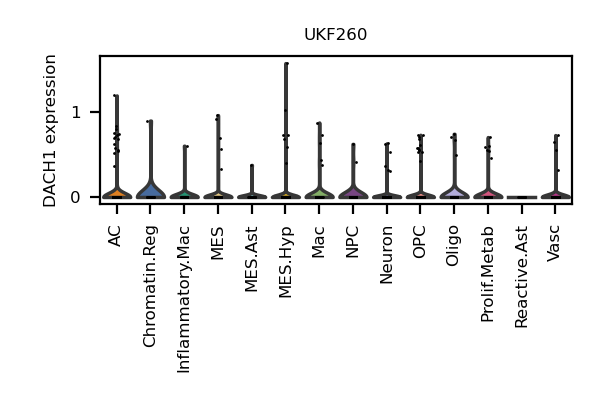 UKF260
DACH1 expression
1
0
AC
Chromatin.Reg
Inflammatory.Mac
MES
MES.Ast
MES.Hyp
Mac
NPC
Neuron
OPC
Oligo
Prolif.Metab
Reactive.Ast
Vasc